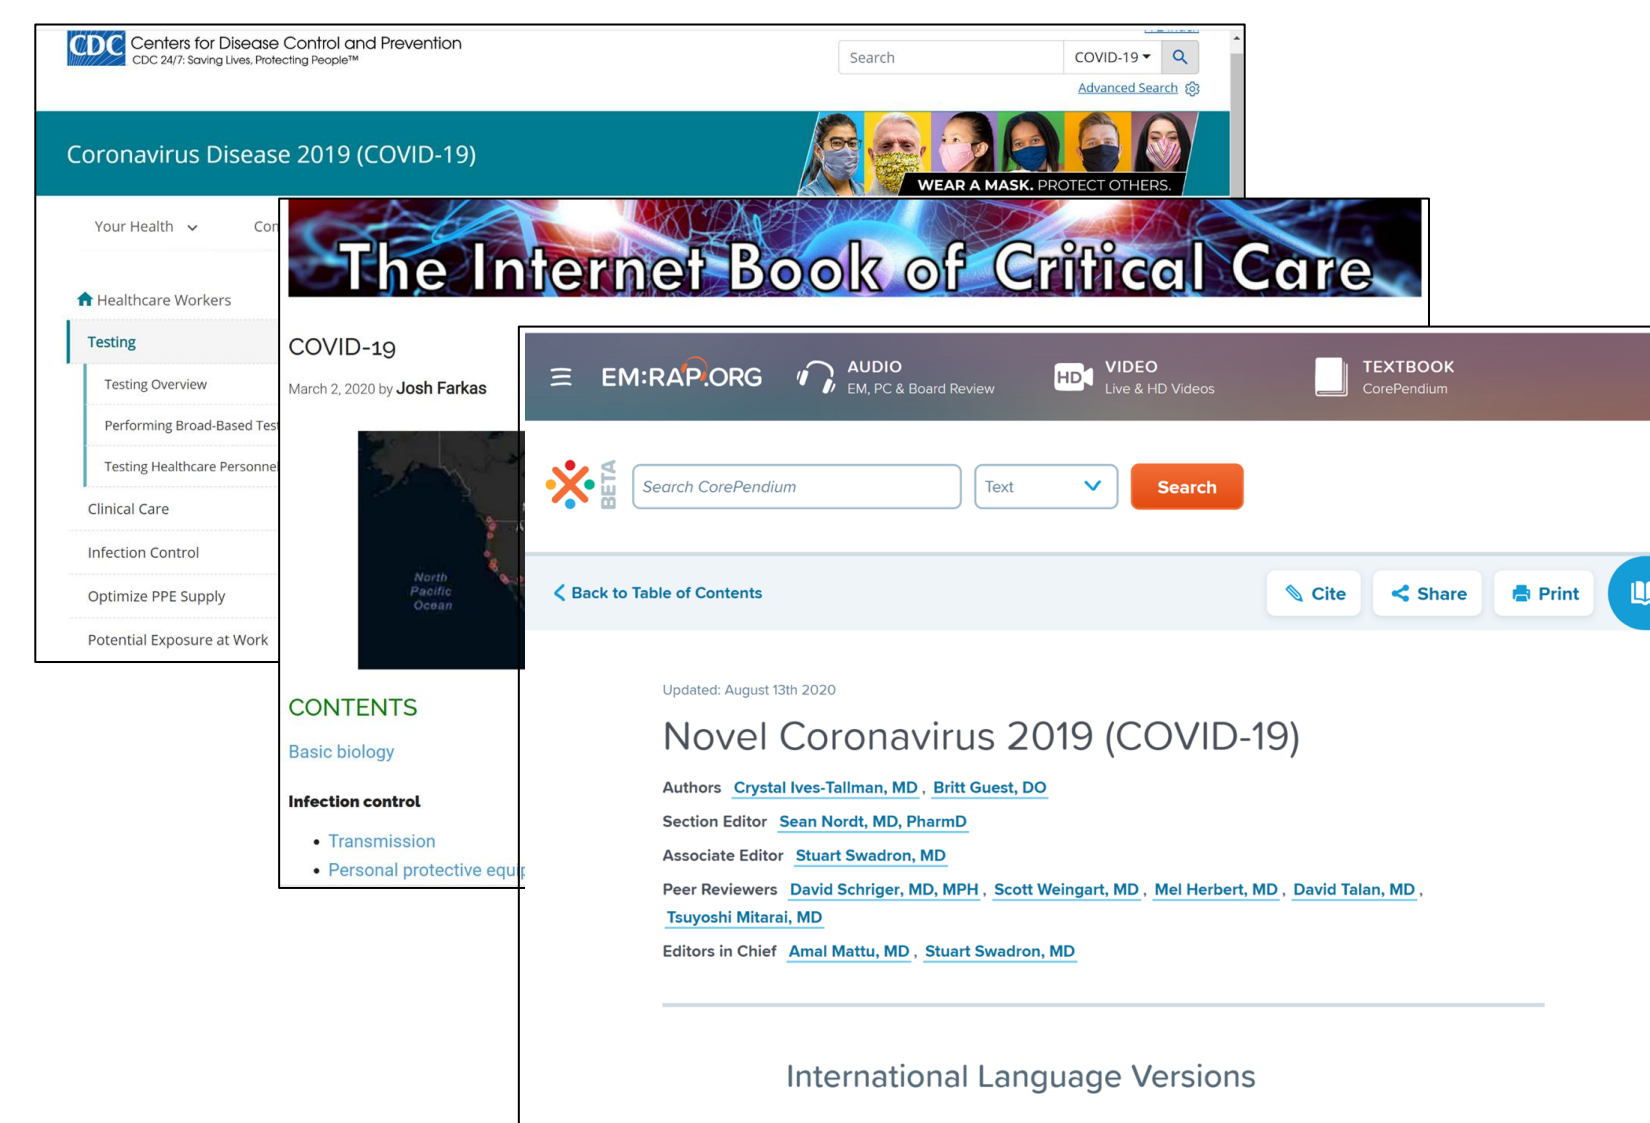 CDC Centers for Disease Control and Prevention
CDC 24/7: Saving Lives, Protecting People™
Search
COVID-19
Advanced Search
Coronavirus Disease 2019 (COVID-19)
WEAR A MASK. PROTECT OTHERS.
Your Health
Healthcare Workers
Testing
Testing Overview
Performing Broad-Based
Testing Healthcare
Clinical Care
Infection Control
Optimize PPE Supply
Potential Exposure at Work
The Internet Book of Critical Care
COVID-19
March 2, 2020 by Josh Farkas
North
Pacific
Ocean
CONTENTS
Basic biology
Infection control
• Transmission
• Personal protective
EM:RAP.ORG
AUDIO
EM, PC & Board Review
HD
VIDEO
Live & HD Videos
TEXTBOOK
CorePendium
BETA
Search CorePendium
Text
Search
Back to Table of Contents
Cite
Share
Print
Updated: August 13th 2020
Novel Coronavirus 2019 (COVID-19)
Authors Crystal Ives-Tallman, MD , Britt Guest, DO
Section Editor Sean Nordt, MD, PharmD
Associate Editor Stuart Swadron, MD
Peer Reviewers David Schriger, MD, MPH , Scott Weingart, MD , Mel Herbert, MD , David Talan, MD ,
Tsuyoshi Mitarai, MD
Editors in Chief Amal Mattu, MD , Stuart Swadron, MD
International Language Versions